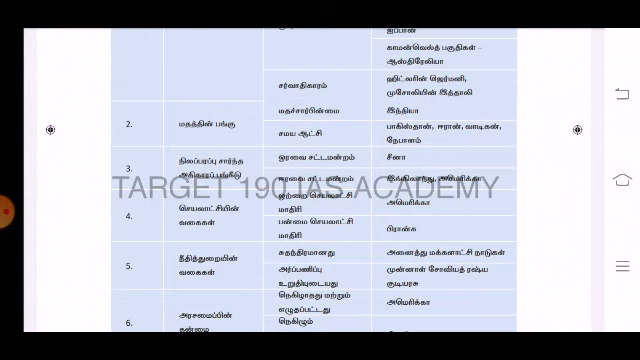 ஜப்பான்
காமன்வெல்த் பகுதிகள் –
ஆஸ்திரேலியா
சர்வாதிகாரம்
ஹிட்லரின் ஜெர்மனி,
முசோலியின் இத்தாலி
மதச்சார்பின்மை
இந்தியா
2.
மதத்தின் பங்கு
சமய ஆட்சி
பாகிஸ்தான், ஈரான், வாடிகன்,
நேபாளம்
3.
நிலப்பரப்பு சார்ந்த
அதிகாரப் பங்கீடு
ஓரவை சட்டமன்றம்
சீனா
ஈரவை சட்டமன்றம்
இங்கிலாந்து, அமெரிக்கா
TARGET 190 IAS ACADEMY
4.
செயலாட்சியின்
வகைகள்
ஒற்றை செயலாட்சி
மாதிரி
அமெரிக்கா
பன்மை செயலாட்சி
மாதிரி
பிரான்சு
5.
நீதித்துறையின்
வகைகள்
சுதந்திரமானது
அனைத்து மக்களாட்சி நாடுகள்
அர்ப்பணிப்பு
உறுதியுடையது
முன்னாள் சோவியத் ரஷ்ய
குடியரசு
6.
அரசமைப்பின்
தன்மை
நெகிழாதது மற்றும்
எழுதப்பட்டது
அமெரிக்கா
நெகிழும்